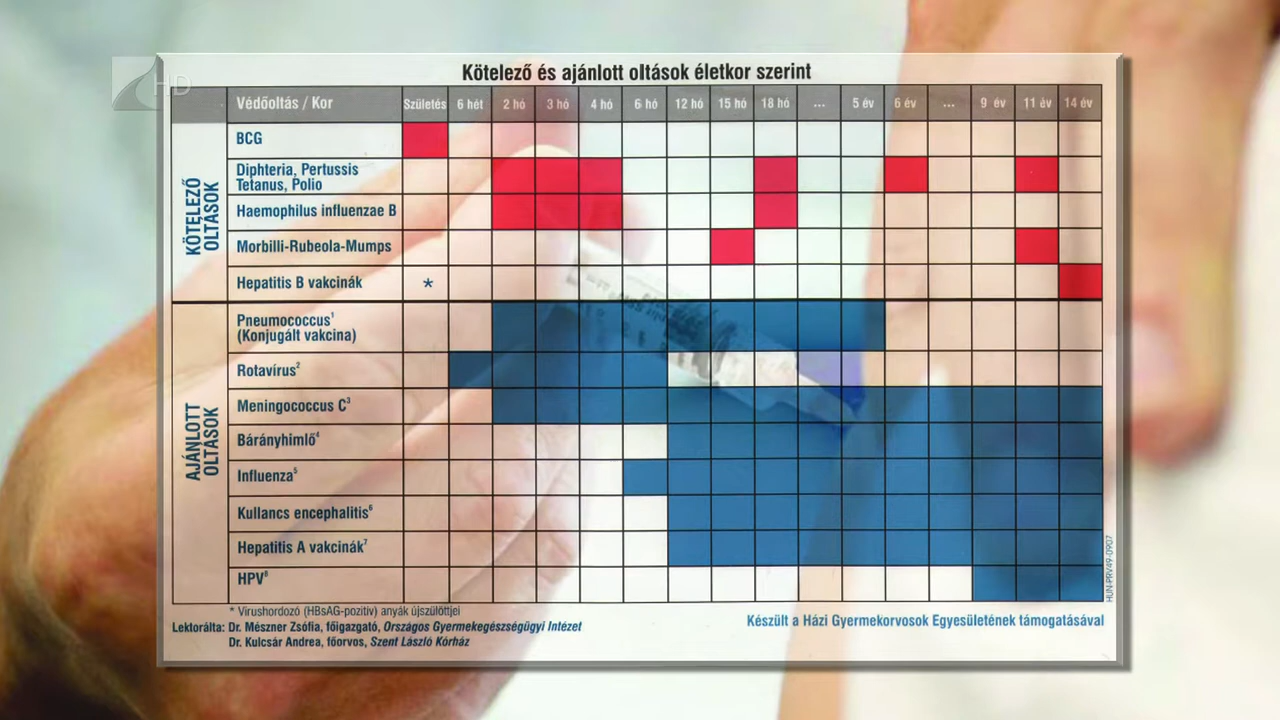 HD
Kötelező és ajánlott oltások életkor szerint
Védőoltás / Kor Születés 6 hét 2 hó 3 hó 4 hó 6 hó 12 hó 15 hó 18 hó ... 5 év 6 év ... 9 év 11 év 14 év
KÖTELEZŐ
OLTÁSOK
BCG
Diphteria, Pertussis
Tetanus, Polio
Haemophilus influenzae B
Morbilli-Rubeola-Mumps
Hepatitis B vakcinák *
AJÁNLOTT
OLTÁSOK
Pneumococcus¹
(Konjugált vakcina)
Rotavírus²
Meningococcus C³
Bárányhimlő⁴
Influenza⁵
Kullancs encephalitis⁶
Hepatitis A vakcinák⁷
HPV⁸
HUN-PRV49-0907
* Vírushordozó (HBsAG-pozitív) anyák újszülöttjei
Lektorálta: Dr. Mészner Zsófia, főigazgató, Országos Gyermekegészségügyi Intézet
Dr. Kulcsár Andrea, főorvos, Szent László Kórház
Készült a Házi Gyermekorvosok Egyesületének támogatásával